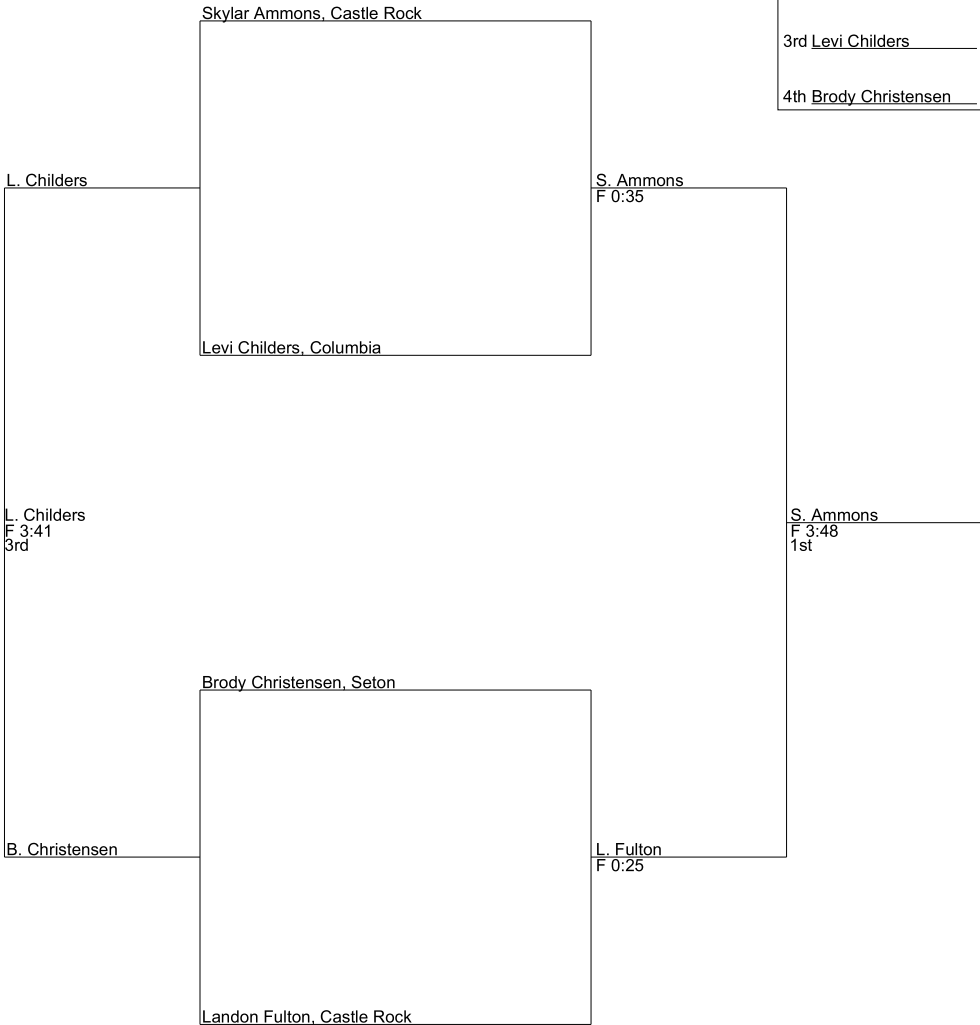 Skylar Ammons, Castle Rock
3rd Levi Childers
4th Brody Christensen
L. Childers
S. Ammons
F 0:35
Levi Childers, Columbia
L. Childers
F 3:41
3rd
S. Ammons
F 3:48
1st
Brody Christensen, Seton
B. Christensen
L. Fulton
F 0:25
Landon Fulton, Castle Rock